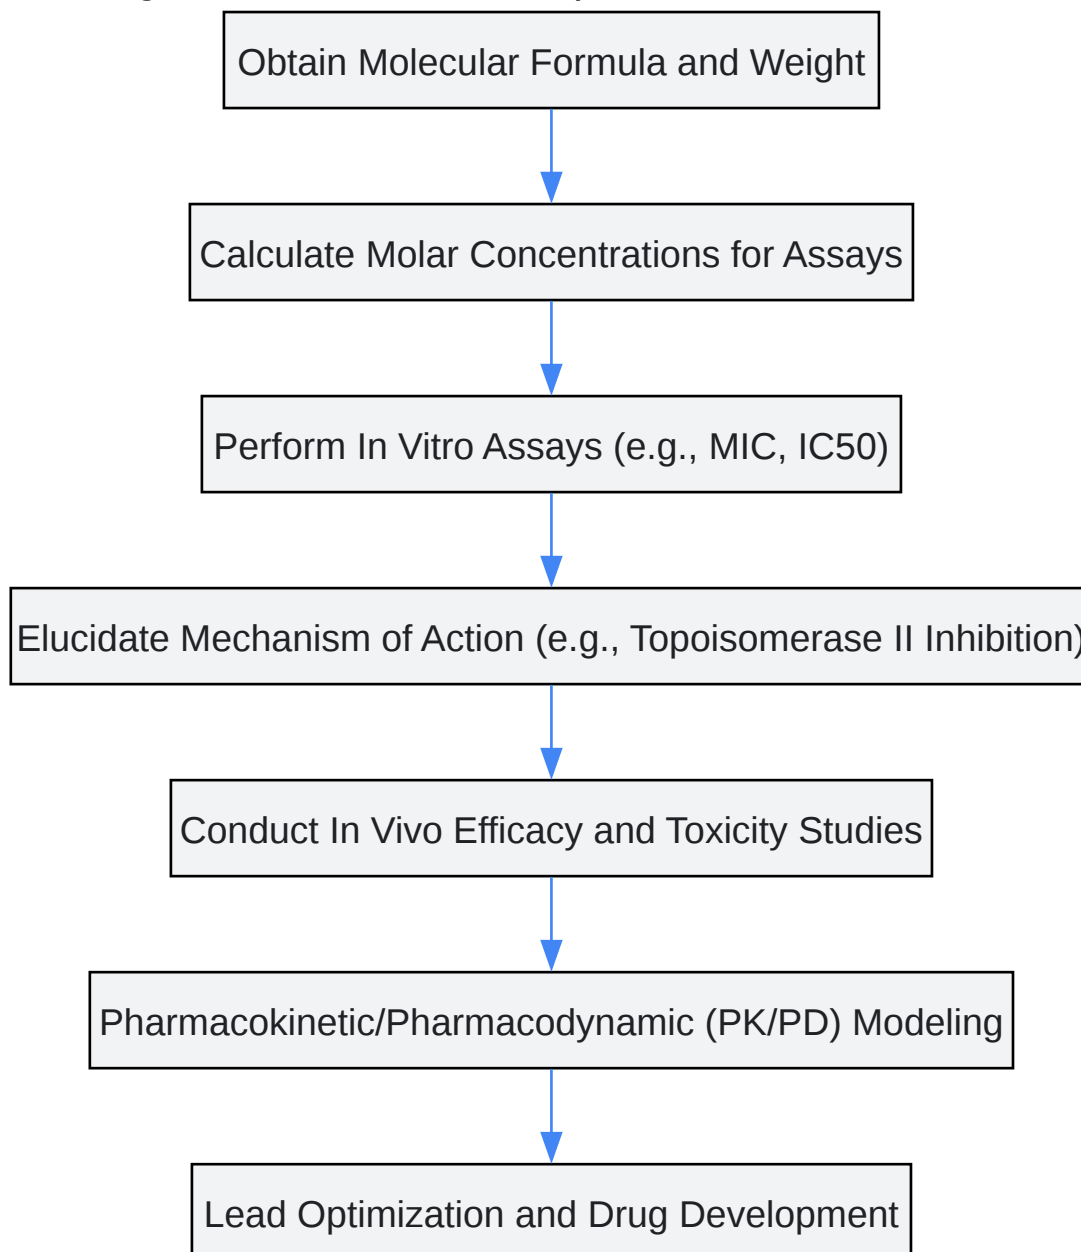 Obtain Molecular Formula and Weight
Calculate Molar Concentrations for Assays
Perform In Vitro Assays (e.g., MIC, IC50)
Elucidate Mechanism of Action (e.g., Topoisomerase II Inhibition)
Conduct In Vivo Efficacy and Toxicity Studies
Pharmacokinetic/Pharmacodynamic (PK/PD) Modeling
Lead Optimization and Drug Development